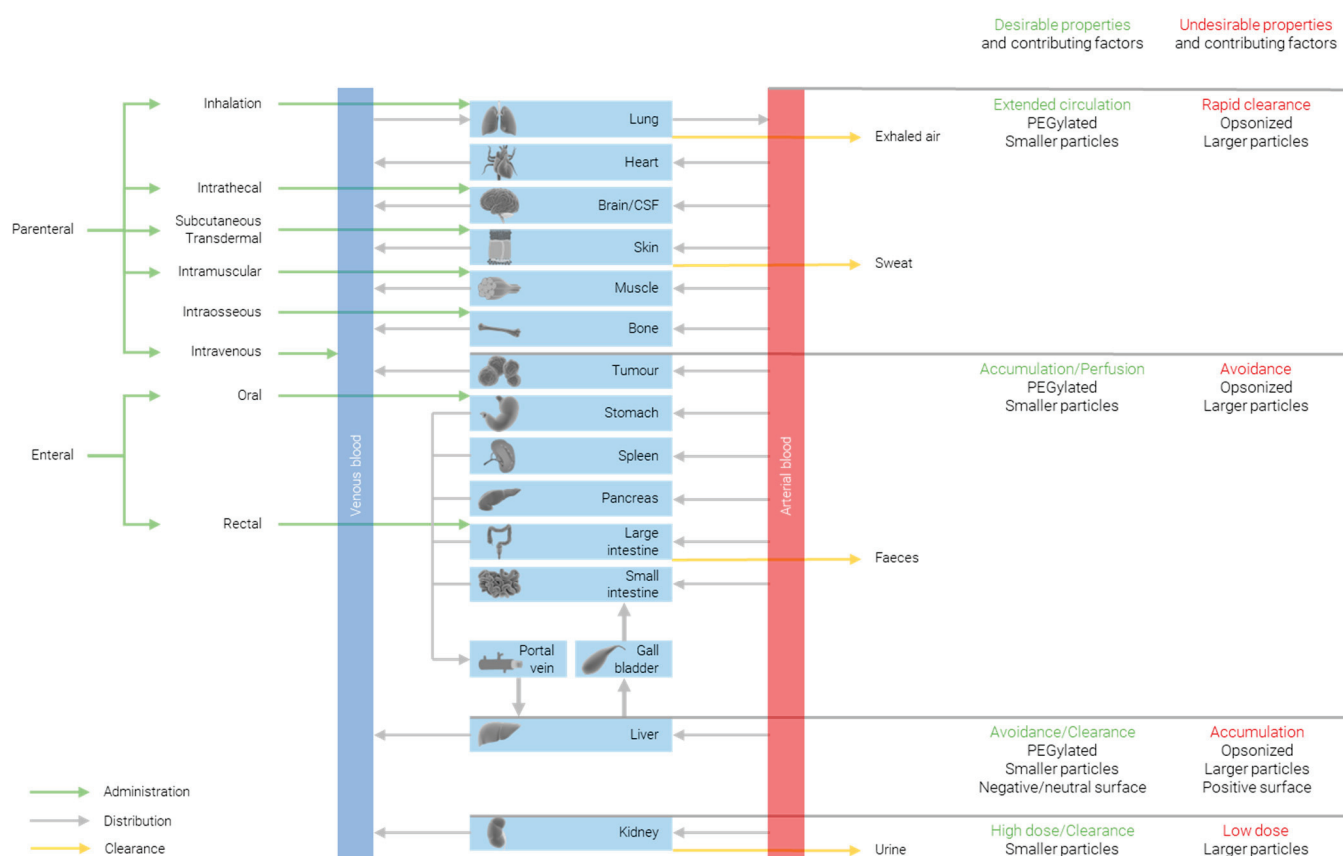 Desirable properties
and contributing factors
Undesirable properties
and contributing factors
Inhalation
Lung
Exhaled air
Extended circulation
PEGylated
Smaller particles
Rapid clearance
Opsonized
Larger particles
Heart
Intrathecal
Brain/CSF
Parenteral
Subcutaneous
Transdermal
Skin
Sweat
Intramuscular
Muscle
Intraosseous
Bone
Intravenous
Tumour
Accumulation/Perfusion
PEGylated
Smaller particles
Avoidance
Opsonized
Larger particles
Oral
Stomach
Enteral
Spleen
Venous blood
Arterial blood
Pancreas
Rectal
Large
intestine
Faeces
Small
intestine
Portal
vein
Gall
bladder
Liver
Avoidance/Clearance
PEGylated
Smaller particles
Negative/neutral surface
Accumulation
Opsonized
Larger particles
Positive surface
Administration
Distribution
Clearance
Kidney
Urine
High dose/Clearance
Smaller particles
Low dose
Larger particles